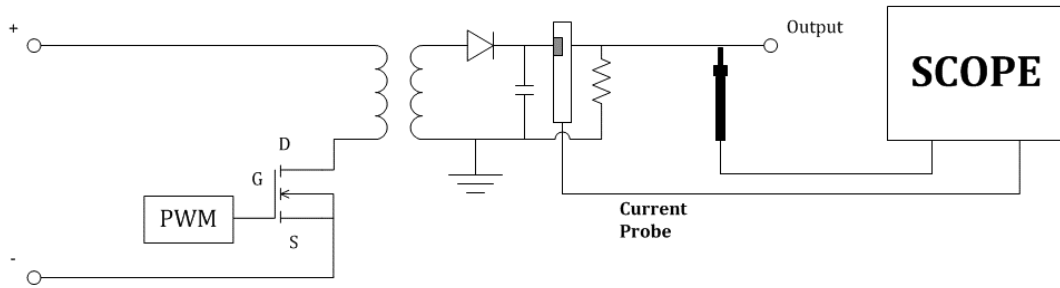 +
Output
SCOPE
D
G
PWM
S
Current
Probe
-